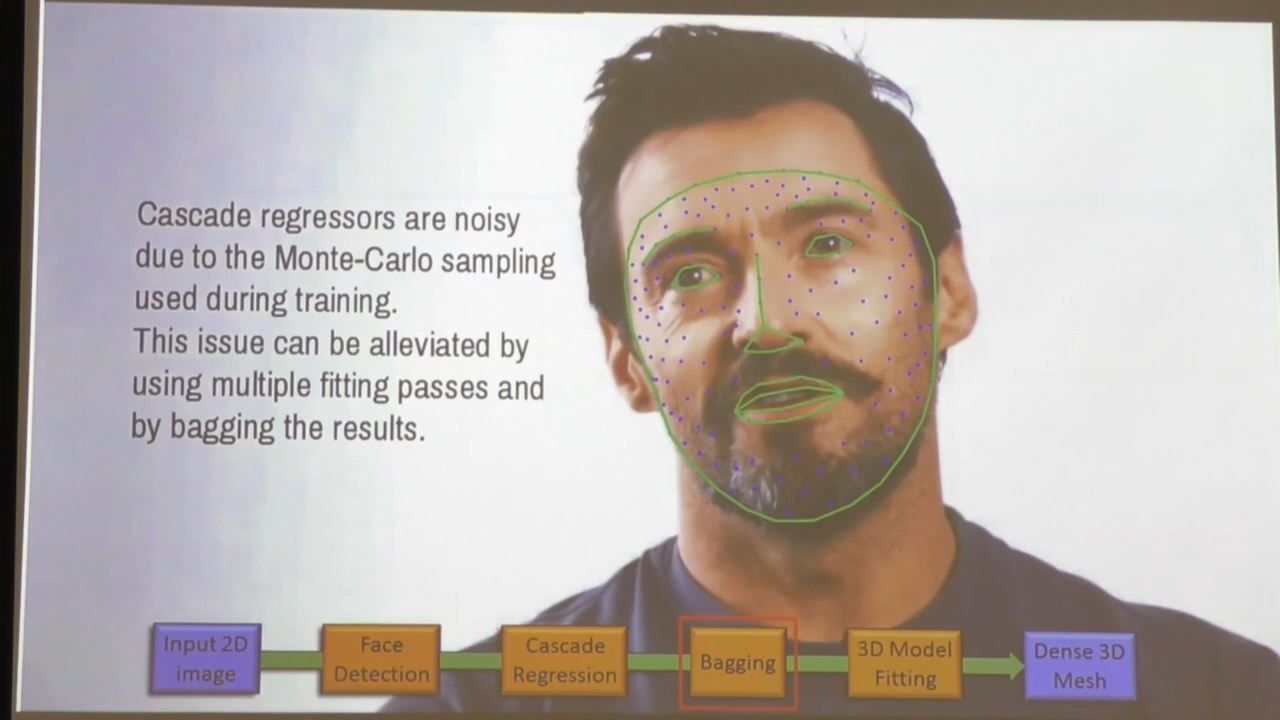 Cascade regressors are noisy
due to the Monte-Carlo sampling
used during training.
This issue can be alleviated by
using multiple fitting passes and
by bagging the results.
Input 2D
image
Face
Detection
Cascade
Regression
Bagging
3D Model
Fitting
Dense 3D
Mesh